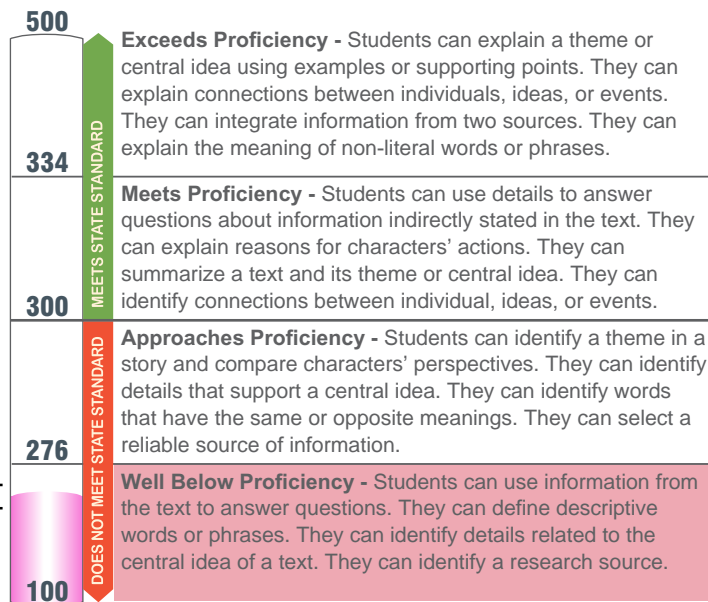 500
Exceeds Proficiency - Students can explain a theme or
central idea using examples or supporting points. They can
explain connections between individuals, ideas, or events.
They can integrate information from two sources. They can
explain the meaning of non-literal words or phrases.
334
MEETS STATE STANDARD
Meets Proficiency - Students can use details to answer
questions about information indirectly stated in the text. They
can explain reasons for characters' actions. They can
summarize a text and its theme or central idea. They can
identify connections between individual, ideas, or events.
300
Approaches Proficiency - Students can identify a theme in a
story and compare characters' perspectives. They can identify
details that support a central idea. They can identify words
that have the same or opposite meanings. They can select a
reliable source of information.
276
DOES NOT MEET STATE STANDARD
Well Below Proficiency - Students can use information from
the text to answer questions. They can define descriptive
words or phrases. They can identify details related to the
central idea of a text. They can identify a research source.
100